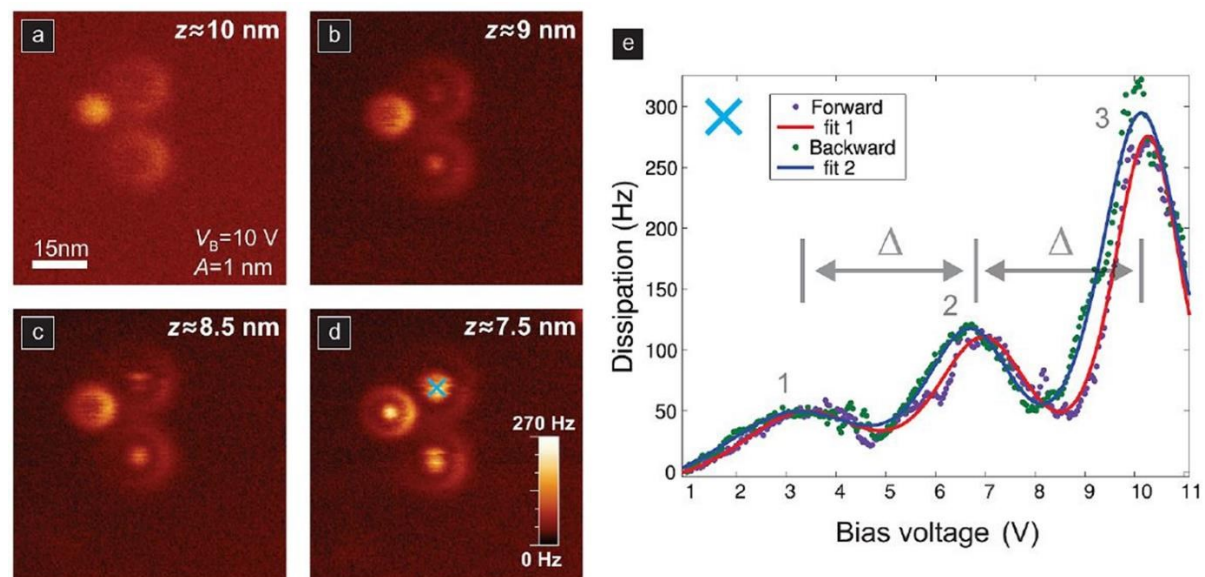 a
z≈10 nm
15nm
V_B=10 V
A=1 nm
b
z≈9 nm
c
z≈8.5 nm
d
z≈7.5 nm
270 Hz
0 Hz
e
Forward
fit 1
Backward
fit 2
300
250
200
150
100
50
0
Dissipation (Hz)
1
2
3
Δ
Δ
1 2 3 4 5 6 7 8 9 10 11
Bias voltage (V)